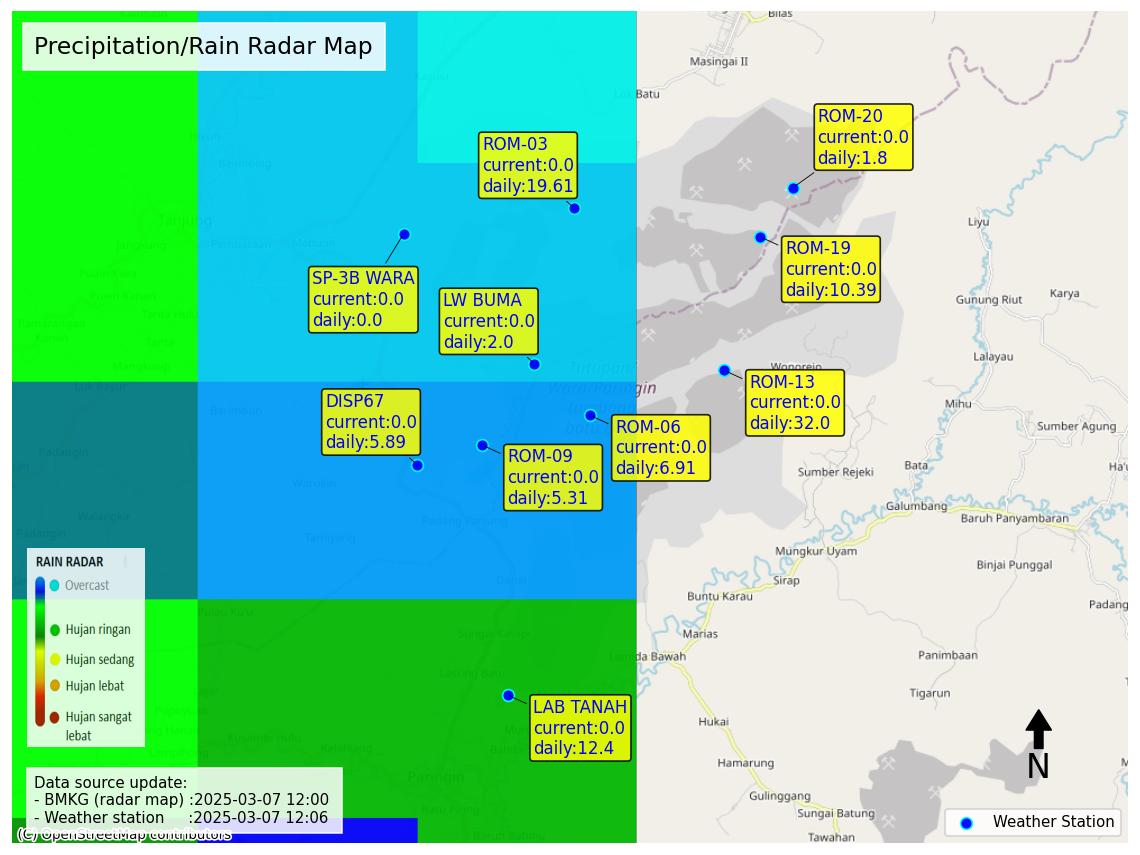 Precipitation/Rain Radar Map
Bilas
Masingai II
Batu
ROM-20
current:0.0
daily:1.8
ROM-03
current:0.0
daily:19.61
Tanjung
Liyu
ROM-19
current:0.0
daily:10.39
SP-3B WARA
current:0.0
daily:0.0
LW BUMA
current:0.0
daily:2.0
Gunung Riut
Karya
Lalayau
Wonorejo
ROM-13
current:0.0
daily:32.0
DISP67
current:0.0
daily:5.89
ROM-06
current:0.0
daily:6.91
ROM-09
current:0.0
daily:5.31
Mihu
Sumber Agung
Bata
Sumber Rejeki
Galumbang
Baruh Panyambaran
Mungkur Uyam
Binjai Punggal
Sirap
Buntu Karau
Padang
Marias
Lamida Bawah
Panimbaan
Tigarun
Hukai
Hamarung
Gulinggang
Sungai Batung
Tawahan
RAIN RADAR
Overcast
Hujan ringan
Hujan sedang
Hujan lebat
Hujan sangat
lebat
LAB TANAH
current:0.0
daily:12.4
Paringin
N
Data source update:
- BMKG (radar map) :2025-03-07 12:00
- Weather station :2025-03-07 12:06
(C) OpenStreetMap contributors
Weather Station